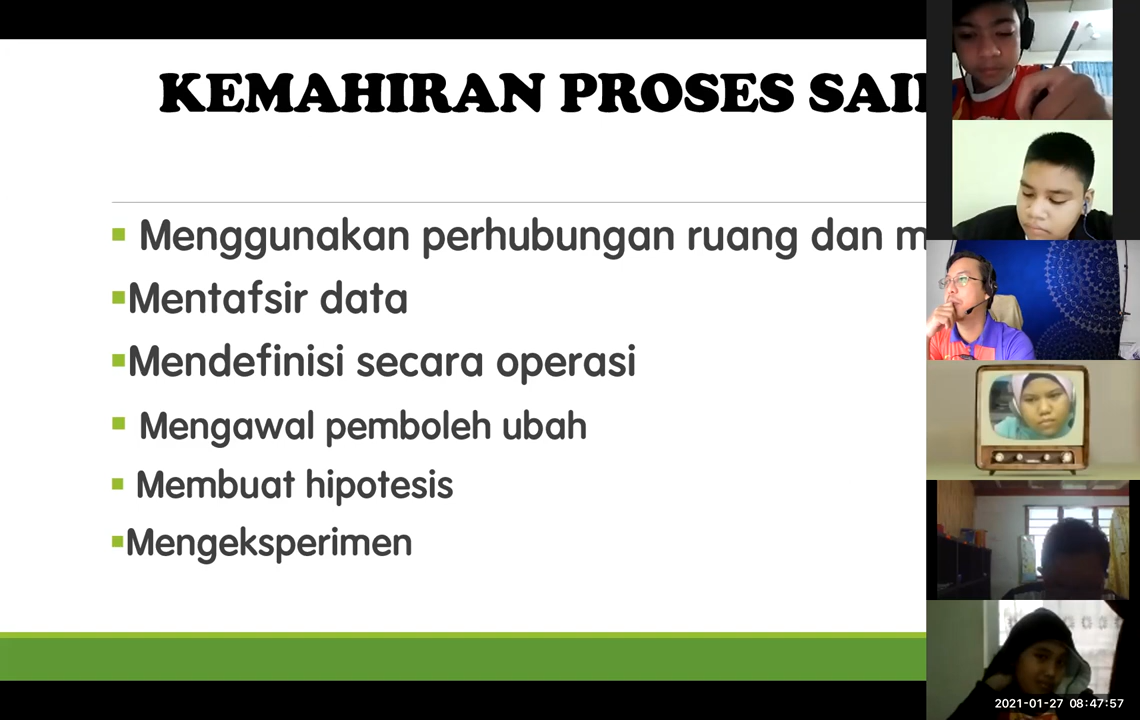 KEMAHIRAN PROSES
Menggunakan perhubungan ruang dan
Mentafsir data
Mendefinisi secara operasi
Mengawal pemboleh ubah
Membuat hipotesis
Mengeksperimen
2021-01-27 08:47:57